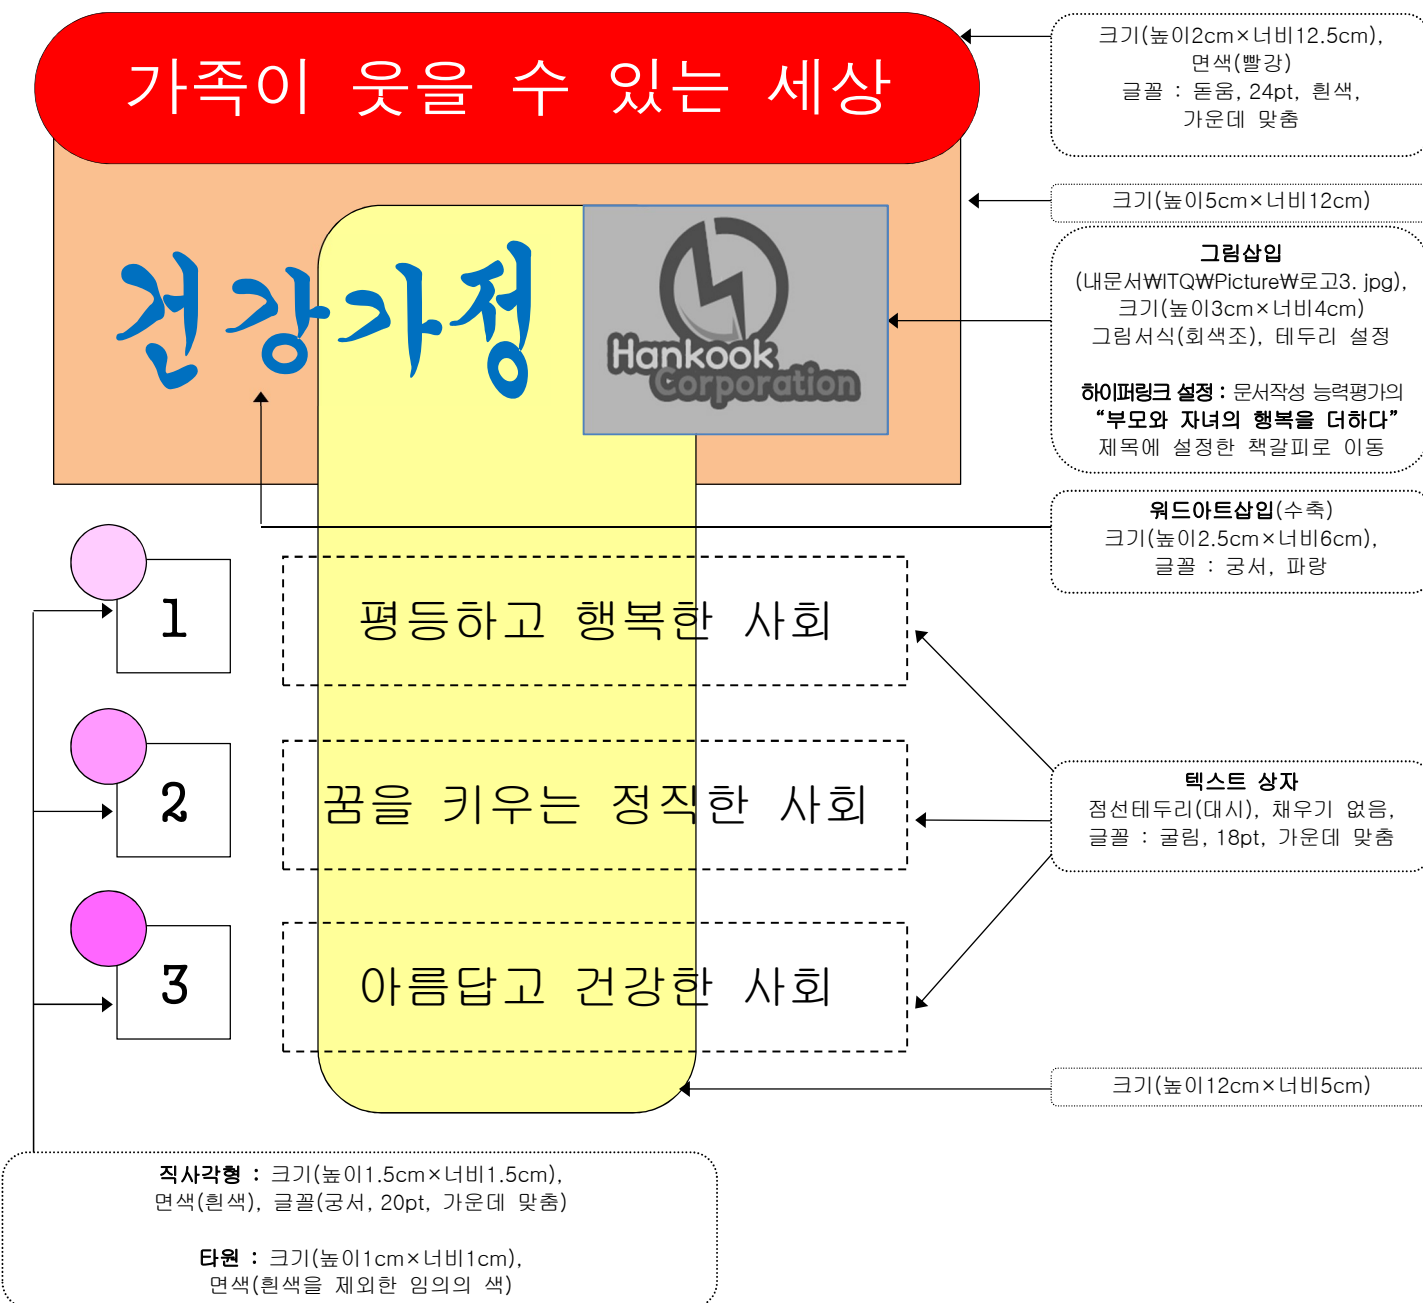 가족이 웃을 수 있는 세상
크기(높이2cm×너비12.5cm),
면색(빨강)
글꼴 : 돋움, 24pt, 흰색,
가운데 맞춤
크기(높이5cm×너비12cm)
건강가정
Hankook
Corporation
그림삽입
(내문서₩ITQ₩Picture₩로고3. jpg),
크기(높이3cm×너비4cm)
그림서식(회색조), 테두리 설정
하이퍼링크 설정 : 문서작성 능력평가의
“부모와 자녀의 행복을 더하다”
제목에 설정한 책갈피로 이동
워드아트삽입(수축)
크기(높이2.5cm×너비6cm),
글꼴 : 궁서, 파랑
1
평등하고 행복한 사회
2
꿈을 키우는 정직한 사회
텍스트 상자
점선테두리(대시), 채우기 없음,
글꼴 : 굴림, 18pt, 가운데 맞춤
3
아름답고 건강한 사회
크기(높이12cm×너비5cm)
직사각형 : 크기(높이1.5cm×너비1.5cm),
면색(흰색), 글꼴(궁서, 20pt, 가운데 맞춤)
타원 : 크기(높이1cm×너비1cm),
면색(흰색을 제외한 임의의 색)